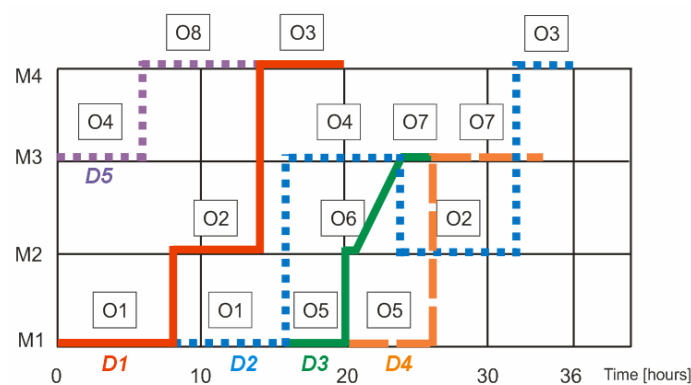 O8 O3 O3
M4
O4 O4 O7 O7
M3
D5
O2 O6 O2
M2
O1 O1 O5 O5
M1
D1 D2 D3 D4
0 10 20 30 36 Time [hours]